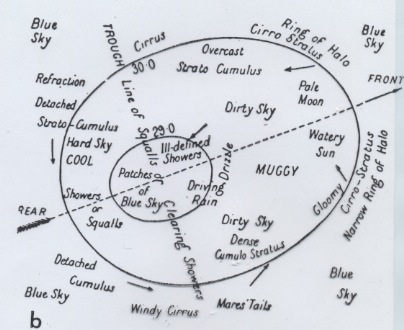 Blue
Sky
Cirrus
Ring of Halo
Cirro Stratus
Blue
Sky
TROUGH
30·0
Overcast
Strato Cumulus
Refraction
Pale
Moon
FRONT
Detached
Strato-Cumulus
Line of Squalls
29·0
Dirty Sky
Hard Sky
COOL
Ill-defined
Showers
Watery
Sun
Patches
of
Blue Sky
Drizzle
MUGGY
Driving
Rain
Showers
or
Squalls
Gloomy
Cirro-Stratus
Narrow Ring of Halo
REAR
or
Clearing Showers
Dirty Sky
Dense
Cumulo Stratus
Detached
Cumulus
Blue
Sky
Blue Sky
Windy Cirrus
Mares' Tails
b